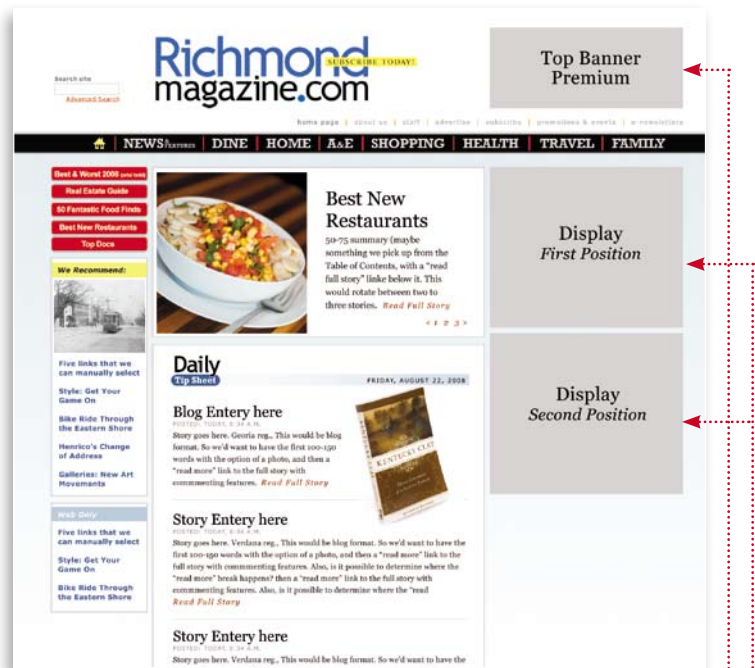 Richmond
magazine.com
SUBSCRIBE TODAY!
Top Banner
Premium
Search site
Advanced Search
home page | about us | staff | advertise | subscribe | promotions & events | e-newsletters
NEWS & FEATURES | DINE | HOME | A&E | SHOPPING | HEALTH | TRAVEL | FAMILY
Best & Worst 2008
Real Estate Guide
50 Fantastic Food Finds
Best New Restaurants
Top Docs
We Recommend:
Five links that we
can manually select
Style: Get Your
Game On
Bike Ride Through
the Eastern Shore
Henrico's Change
of Address
Galleries: New Art
Movements
Web Only
Five links that we
can manually select
Style: Get Your
Game On
Bike Ride Through
the Eastern Shore
Best New
Restaurants
50-75 summary (maybe
something we pick up from the
Table of Contents, with a "read
full story" linke below it. This
would rotate between two to
three stories. Read Full Story
< 1 2 3 >
Daily
Tip Sheet
FRIDAY, AUGUST 22, 2008
Blog Entery here
POSTED: TODAY, 8:34 A.M.
Story goes here. Georia reg., This would be blog
format. So we'd want to have the first 100-150
words with the option of a photo, and then a
"read more" link to the full story with
commmenting features. Read Full Story
KENTUCKY CLAY
Story Entery here
POSTED: TODAY, 8:34 A.M.
Story goes here. Verdana reg., This would be blog format. So we'd want to have the
first 100-150 words with the option of a photo, and then a "read more" link to the
full story with commmenting features. Also, is it possible to determine where the
"read more" break happens? then a "read more" link to the full story with
commmenting features. Also, is it possible to determine where the "read
Read Full Story
Story Entery here
POSTED: TODAY, 8:34 A.M.
Story goes here. Verdana reg., This would be blog format. So we'd want to have the
Display
First Position
Display
Second Position